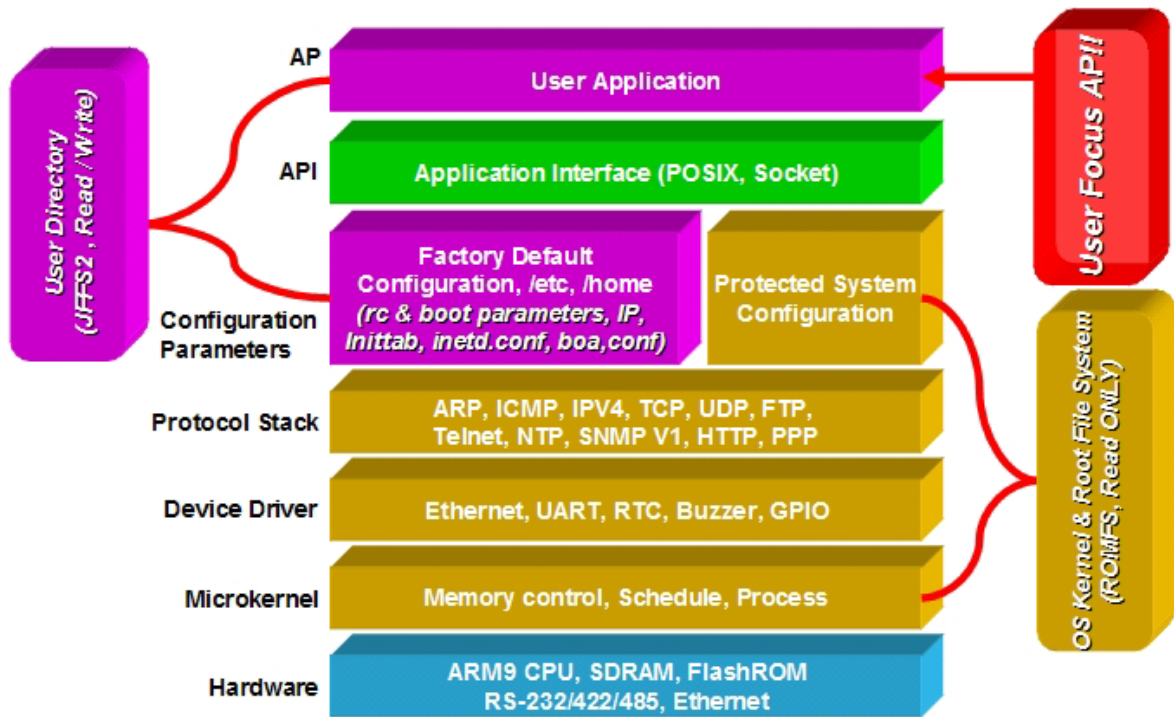 AP
User Application
User Focus API!!
User Directory
(JFFS2 , Read / Write)
API
Application Interface (POSIX, Socket)
Factory Default
Configuration, /etc, /home
(rc & boot parameters, IP,
Inittab, inetd.conf, boa,conf)
Protected System
Configuration
Configuration
Parameters
OS Kernel & Root File System
(ROMFS, Read ONLY)
Protocol Stack
ARP, ICMP, IPV4, TCP, UDP, FTP,
Telnet, NTP, SNMP V1, HTTP, PPP
Device Driver
Ethernet, UART, RTC, Buzzer, GPIO
Microkernel
Memory control, Schedule, Process
Hardware
ARM9 CPU, SDRAM, FlashROM
RS-232/422/485, Ethernet